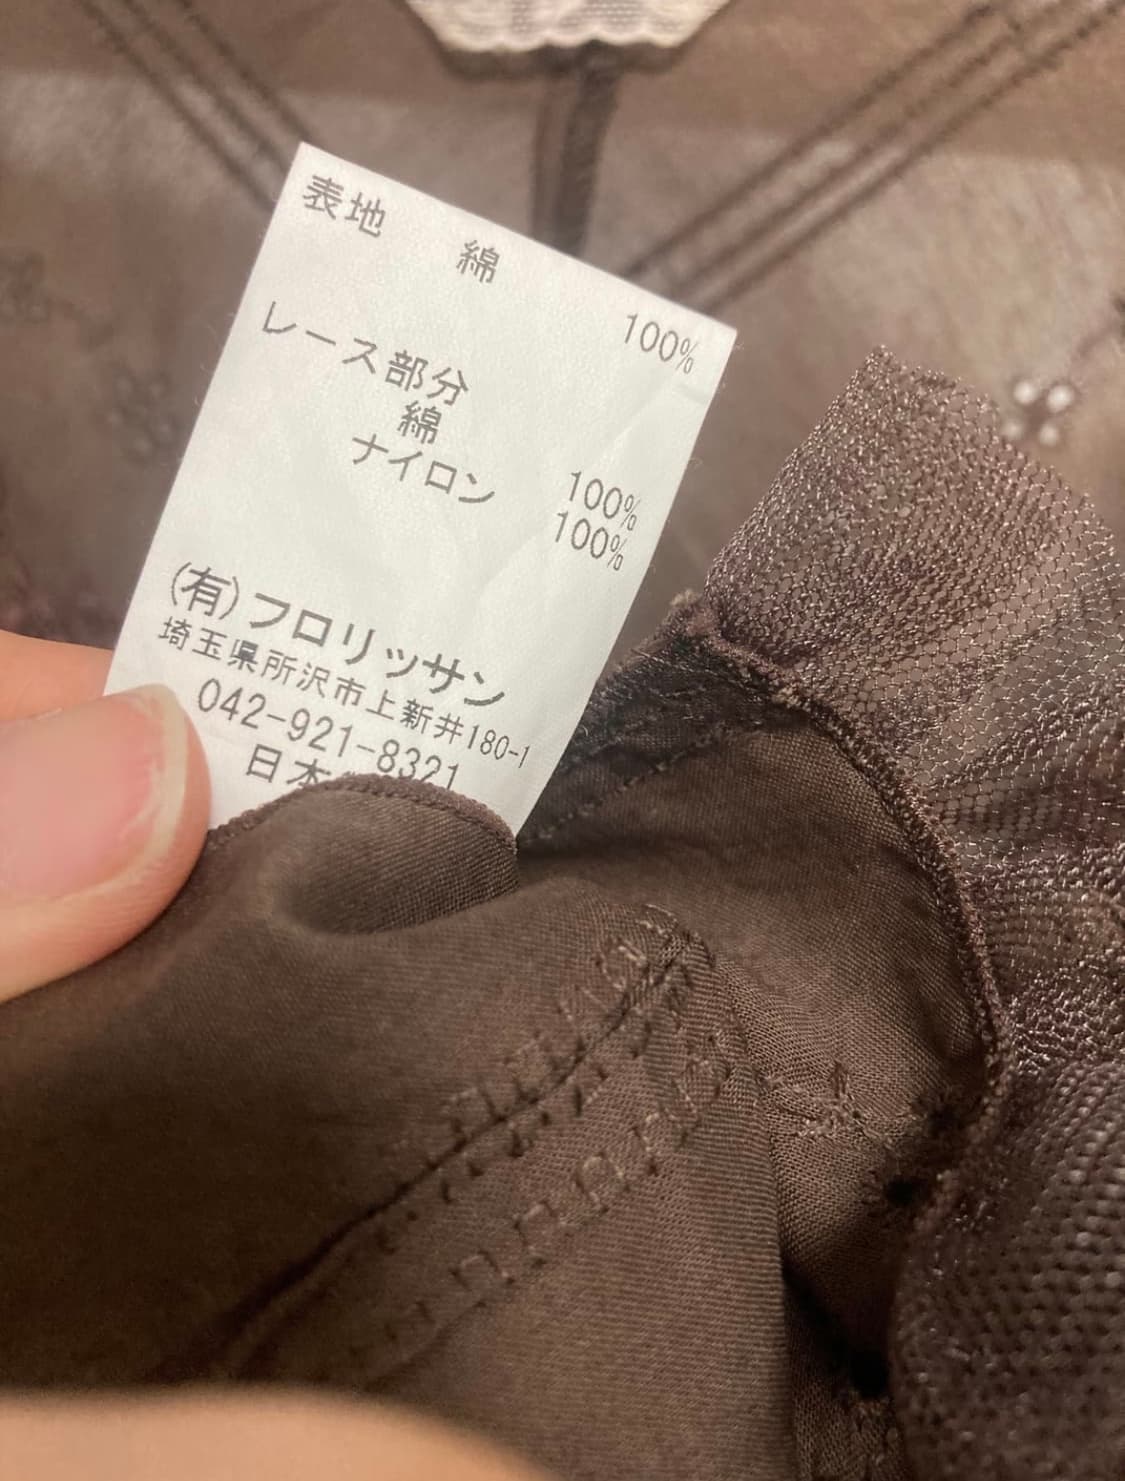 表地 綿 100%
レース部分
綿 100%
ナイロン 100%
(有)フロリッサン
埼玉県所沢市上新井180-1
042-921-8321
日本